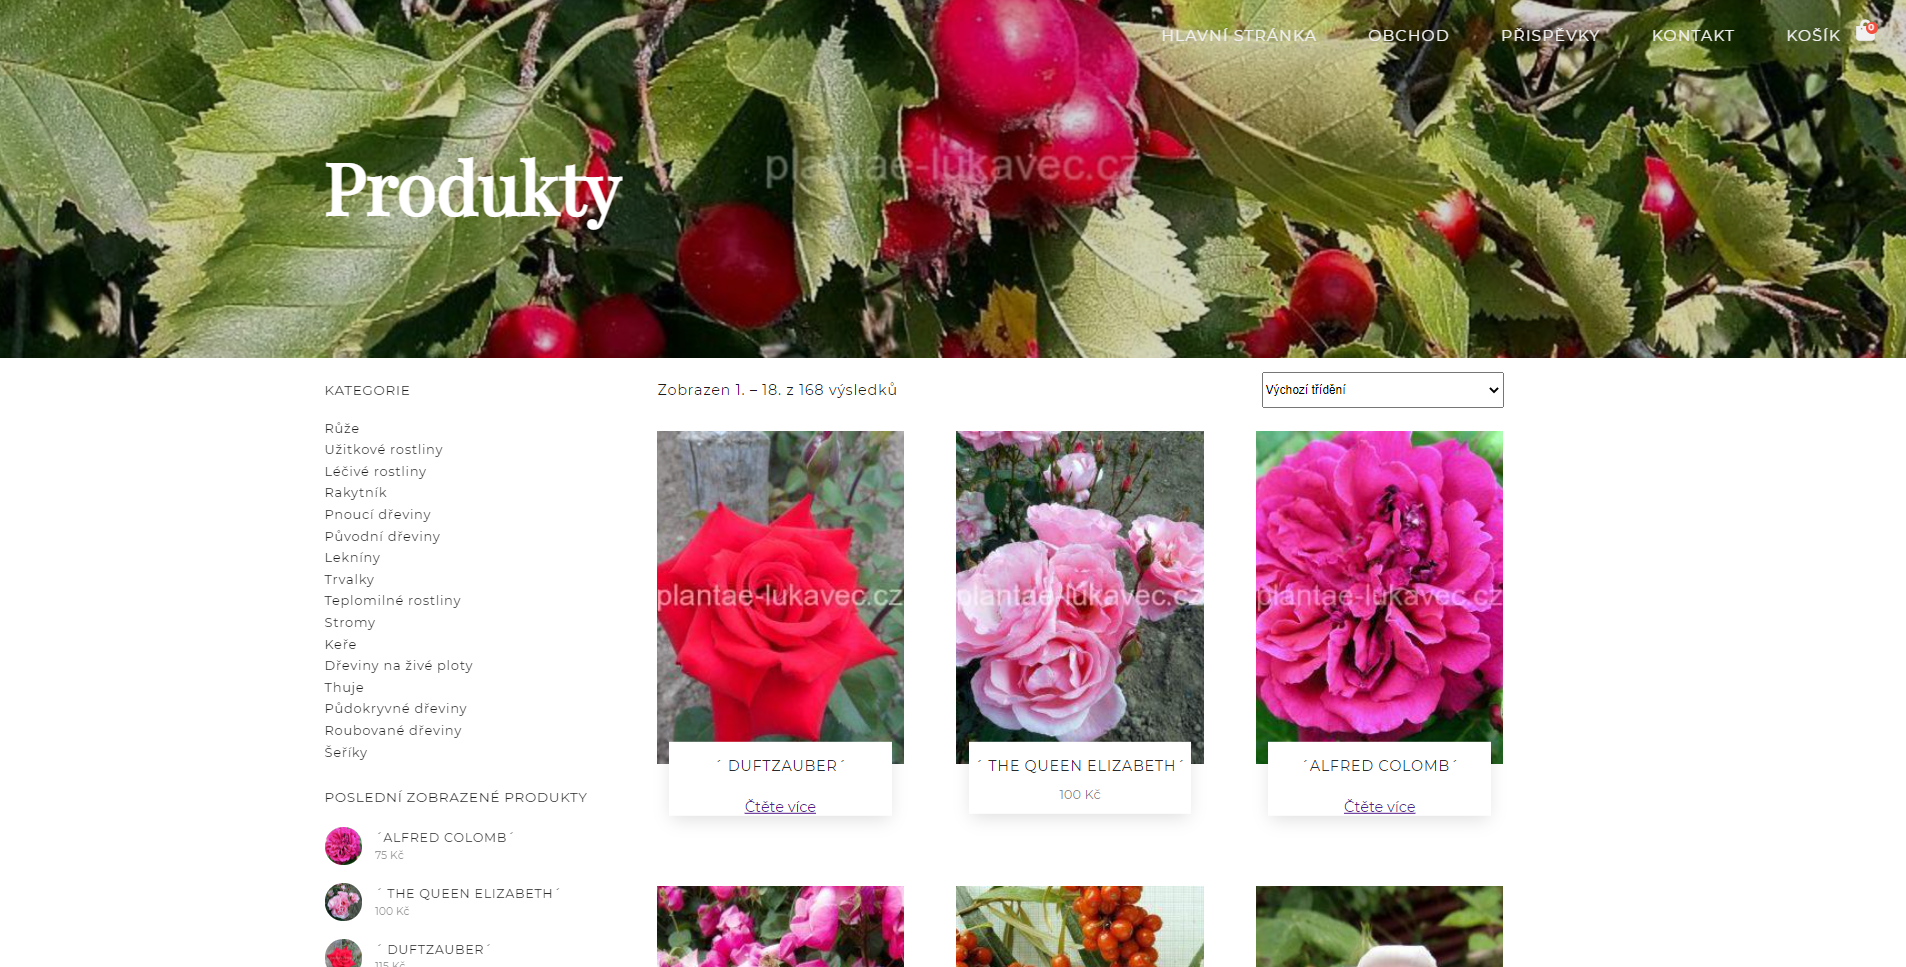 HLAVNÍ STRÁNKA
OBCHOD
PŘÍSPĚVKY
KONTAKT
KOŠÍK
0
plantae-lukavec.cz
Produkty
KATEGORIE
Růže
Užitkové rostliny
Léčivé rostliny
Rakytník
Pnoucí dřeviny
Původní dřeviny
Lekníny
Trvalky
Teplomilné rostliny
Stromy
Keře
Dřeviny na živé ploty
Thuje
Půdokryvné dřeviny
Roubované dřeviny
Šeříky
POSLEDNÍ ZOBRAZENÉ PRODUKTY
´ALFRED COLOMB´
75 Kč
´ THE QUEEN ELIZABETH´
100 Kč
´ DUFTZAUBER´
115 Kč
Zobrazen 1. – 18. z 168 výsledků
Výchozí třídění
plantae-lukavec.cz
´ DUFTZAUBER´
Čtěte více
plantae-lukavec.cz
´ THE QUEEN ELIZABETH´
100 Kč
plantae-lukavec.cz
´ALFRED COLOMB´
Čtěte více